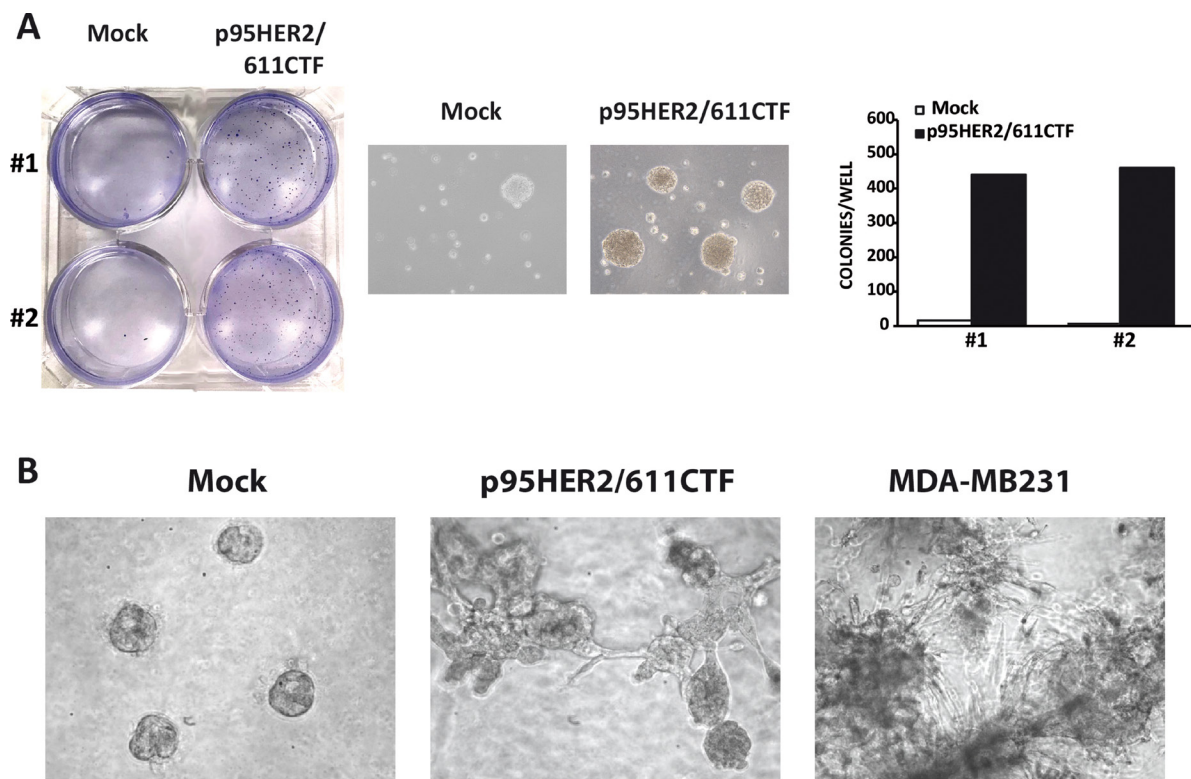 A
Mock
p95HER2/
611CTF
#1
#2
Mock
p95HER2/611CTF
Mock
p95HER2/611CTF
COLONIES/WELL
600
500
400
300
200
100
0
#1
#2
B
Mock
p95HER2/611CTF
MDA-MB231